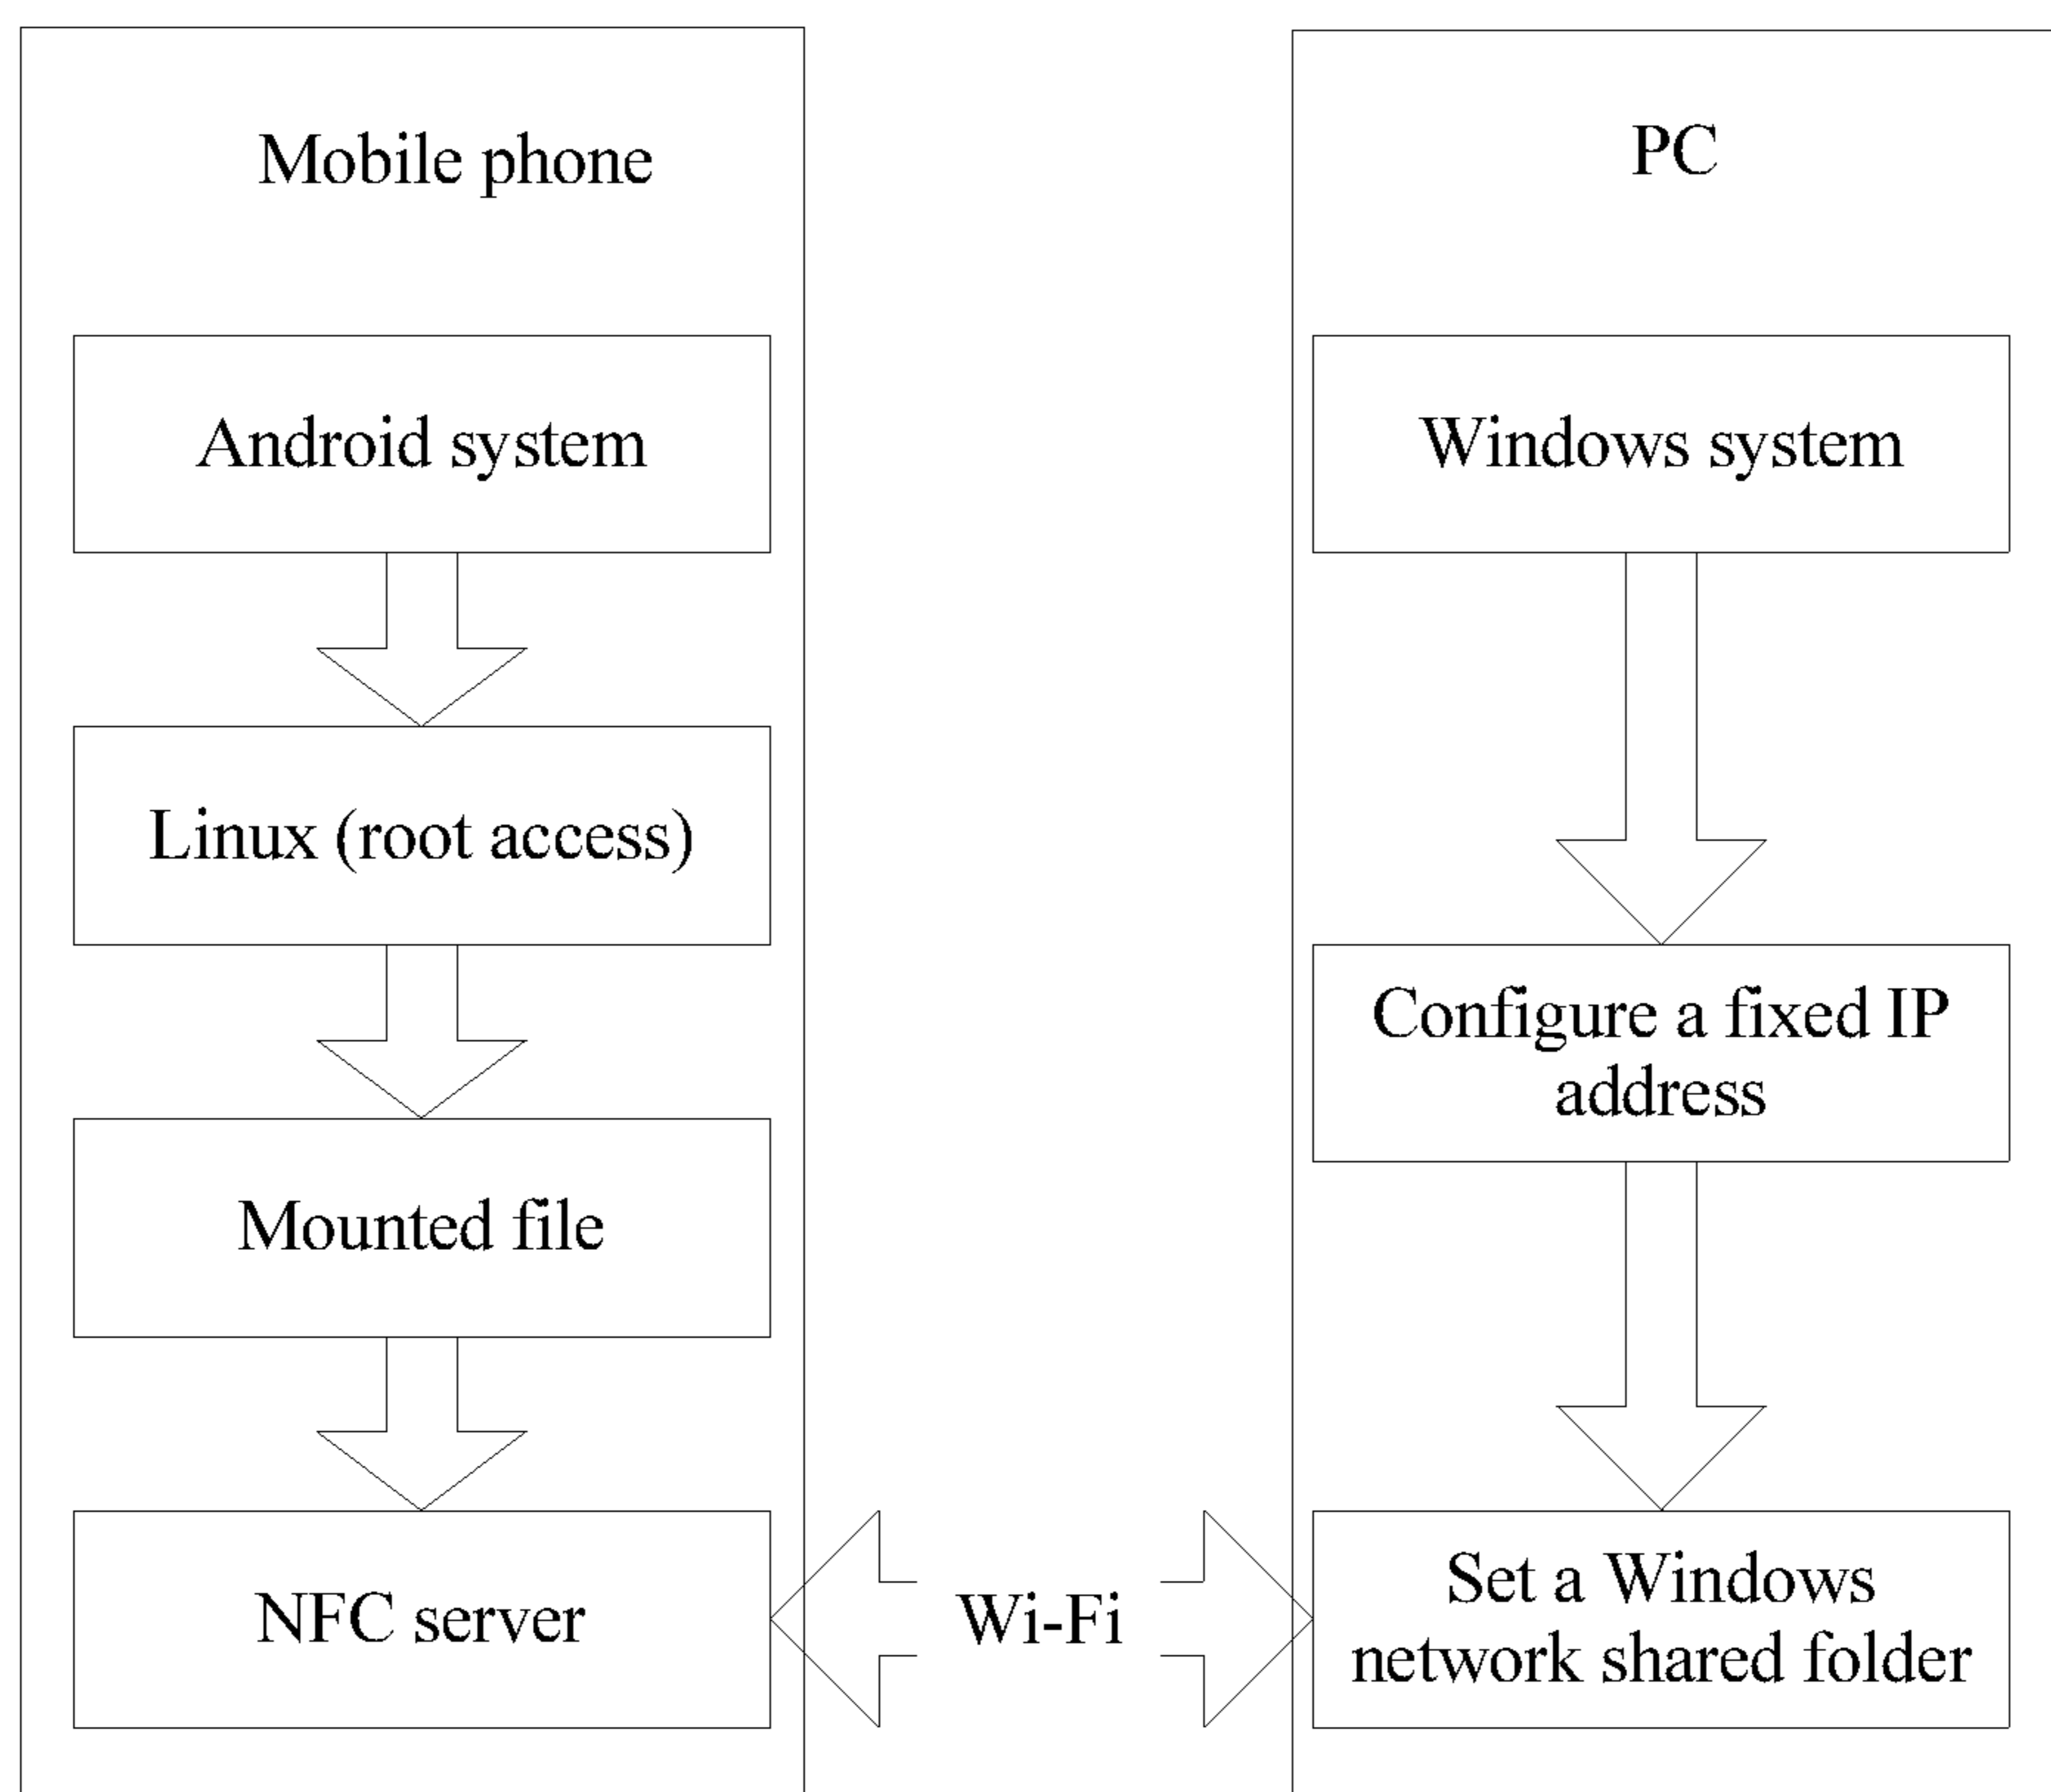 Mobile phone
Android system
Linux (root access)
Mounted file
NFC server
Wi-Fi
PC
Windows system
Configure a fixed IP
address
Set a Windows
network shared folder